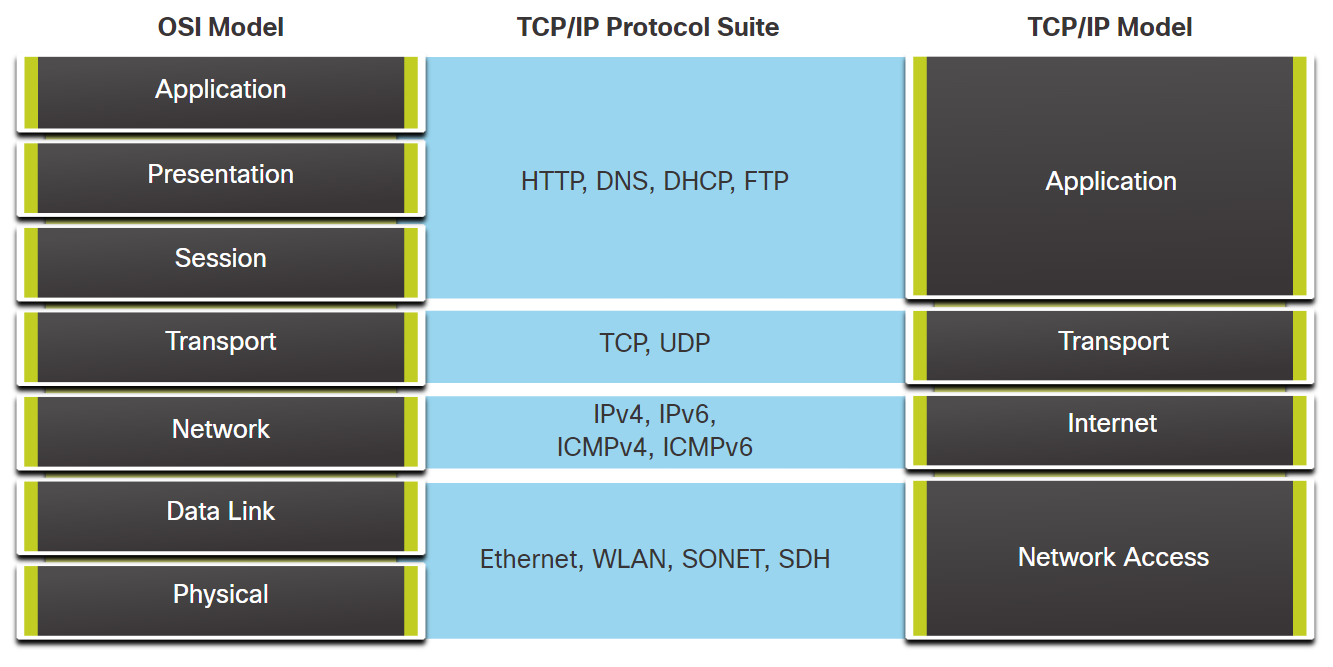 OSI Model
TCP/IP Protocol Suite
TCP/IP Model
Application
Presentation
Session
HTTP, DNS, DHCP, FTP
Application
Transport
TCP, UDP
Transport
Network
IPv4, IPv6,
ICMPv4, ICMPv6
Internet
Data Link
Physical
Ethernet, WLAN, SONET, SDH
Network Access